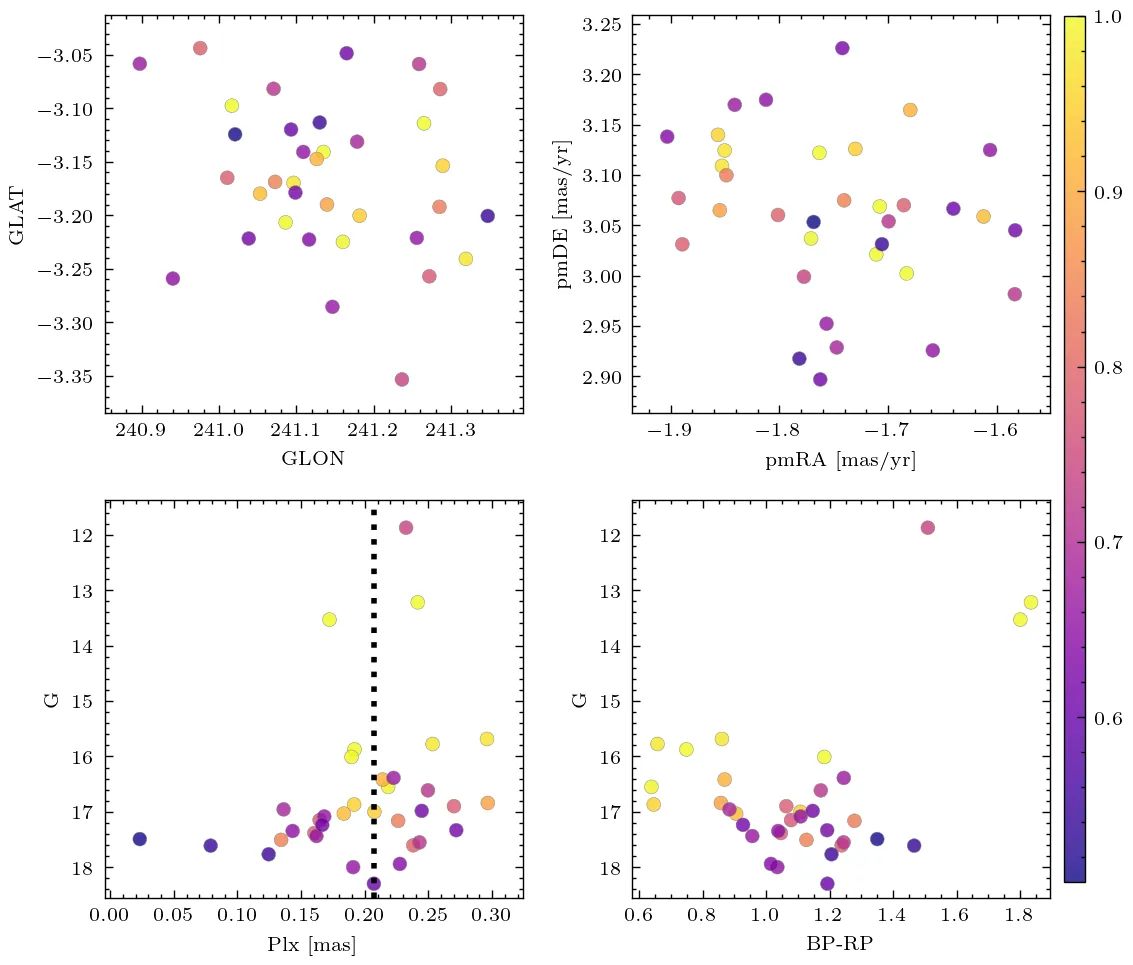 −3.05
−3.10
−3.15
−3.20
−3.25
−3.30
−3.35
GLAT
240.9 241.0 241.1 241.2 241.3
GLON
3.25
3.20
3.15
3.10
3.05
3.00
2.95
2.90
pmDE [mas/yr]
−1.9 −1.8 −1.7 −1.6
pmRA [mas/yr]
12
13
14
15
16
17
18
G
0.00 0.05 0.10 0.15 0.20 0.25 0.30
Plx [mas]
12
13
14
15
16
17
18
G
0.6 0.8 1.0 1.2 1.4 1.6 1.8
BP-RP
1.0
0.9
0.8
0.7
0.6